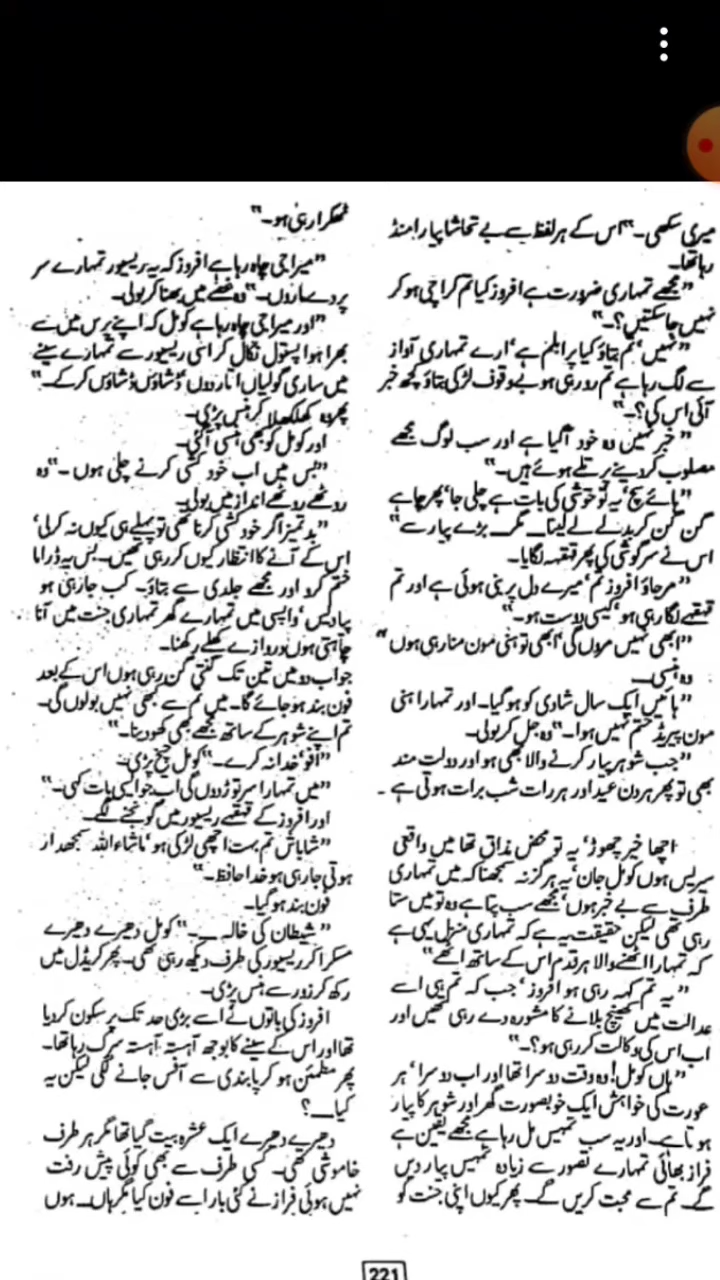 میری سکھی۔" اس کے ہر لفظ سے بے تحاشا پیار امنڈ
رہا تھا۔
"مجھے تمہاری ضرورت ہے افروز کیا تم کراچی ہو کر
نہیں جا سکتیں؟۔"
"نہیں، تم بتاؤ کیا پرابلم ہے، ارے تمہاری آواز
سے لگ رہا ہے تم رو رہی ہو بے وقوف لڑکی بتاؤ کچھ خبر
آئی اس کی؟۔"
"خبر نہیں وہ خود آگیا ہے اور سب لوگ مجھے
مصلوب کر دینے پر تلے ہوئے ہیں۔"
"ہائے سچ، یہ تو خوشی کی بات ہے چلی جا، پھر چاہے
گن گن کر بدلے لے لینا۔ مگر۔ بڑے پیار سے"
اس نے سرگوشی کی پھر قہقہہ لگایا۔
"مر جاؤ افروز تم، میرے دل پر بنی ہوئی ہے اور تم
قہقہے لگا رہی ہو، کیسی دوست ہو۔"
"ابھی نہیں مروں گی، ابھی تو ہنی مون منا رہی ہوں"
وہ ہنسی۔
"ہائیں ایک سال شادی کو ہوگیا۔ اور تمہارا ہنی
مون پیریڈ ختم نہیں ہوا۔" وہ جل کر بولی۔
"جب شوہر پیار کرنے والا بھی ہو اور دولت مند
بھی تو پھر ہر دن عید اور ہر رات شب برات ہوتی ہے۔
اچھا خیر چھوڑ، یہ تو محض مذاق تھا میں واقعی
سیریس ہوں کومل جان، یہ ہرگز نہ سمجھنا کہ میں تمہاری
طرف سے بے خبر ہوں، مجھے سب پتا ہے وہ تو میں ستا
رہی تھی لیکن حقیقت یہ ہے کہ تمہاری منزل یہی ہے
کہ تمہارا اٹھنے والا ہر قدم اس کے ساتھ اٹھے"
"یہ تم کہہ رہی ہو افروز، جب کہ تم ہی اسے
عدالت میں کھینچ بلانے کا مشورہ دے رہی تھیں اور
اب اس کی وکالت کر رہی ہو؟۔"
"ہاں کومل! وہ وقت دوسرا تھا اور اب دوسرا، ہر
عورت کی خواہش ایک خوبصورت گھر اور شوہر کا پیار
ہوتا ہے۔ اور یہ سب تمہیں مل رہا ہے مجھے یقین ہے
فراز بھائی تمہارے تصور سے زیادہ تمہیں پیار دیں
گے۔ تم سے محبت کریں گے۔ پھر کیوں اپنی جنت کو
ٹھکرا رہی ہو۔"
"میرا جی چاہ رہا ہے افروز کہ یہ ریسیور تمہارے سر
پر دے ماروں۔" وہ غصے میں بھنا کر بولی۔
"اور میرا جی چاہ رہا ہے کومل کہ اپنے پرس میں سے
بھرا ہوا پستول نکال کر اسی ریسیور سے تمہارے سینے
میں ساری گولیاں اتار دوں ڈشاؤں ڈشاؤں کرکے۔"
پھر وہ کھلکھلا کر ہنس پڑی۔
اور کومل کو بھی ہنسی آگئی۔
"بس میں اب خود کشی کرنے چلی ہوں۔" وہ
روٹھے روٹھے انداز میں بولی۔
"بدتمیز اگر خود کشی کرنا تھی تو پہلے ہی کیوں نہ کرلی،
اس کے آنے کا انتظار کیوں کر رہی تھیں۔ بس یہ ڈراما
ختم کرو اور مجھے جلدی سے بتاؤ۔ کب جا رہی ہو
پیا دیس، واپسی میں تمہارے گھر تمہاری جنت میں آنا
چاہتی ہوں دروازے کھلے رکھنا۔
جواب دو میں تین تک گنتی گن رہی ہوں اس کے بعد
فون بند ہو جائے گا۔ میں تم سے کبھی نہیں بولوں گی۔
تم اپنے شوہر کے ساتھ مجھے بھی کھو دینا۔"
"افو، خدا نہ کرے۔" کومل چیخ پڑی۔
"میں تمہارا سر توڑ دوں گی اب جو ایسی بات کہی۔"
اور افروز کے قہقہے ریسیور میں گونجنے لگے۔
"شاباش تم بہت اچھی لڑکی ہو، ماشاء اللہ سمجھدار
ہوتی جا رہی ہو خدا حافظ۔"
فون بند ہو گیا۔
"شیطان کی خالہ۔" کومل دھیرے دھیرے
مسکرا کر ریسیور کی طرف دیکھ رہی تھی۔ پھر کریڈل میں
رکھ کر زور سے ہنس پڑی۔
افروز کی باتوں نے اسے بڑی حد تک پرسکون کر دیا
تھا اور اس کے سینے کا بوجھ آہستہ آہستہ سرک رہا تھا۔
پھر مطمئن ہو کر پابندی سے آفس جانے لگی لیکن یہ
کیا۔؟
دھیرے دھیرے ایک عشرہ بیت گیا تھا مگر ہر طرف
خاموشی تھی۔ کسی طرف سے بھی کوئی پیش رفت
نہیں ہوئی فراز نے کئی بار اسے فون کیا مگر ہاں۔ ہوں
221